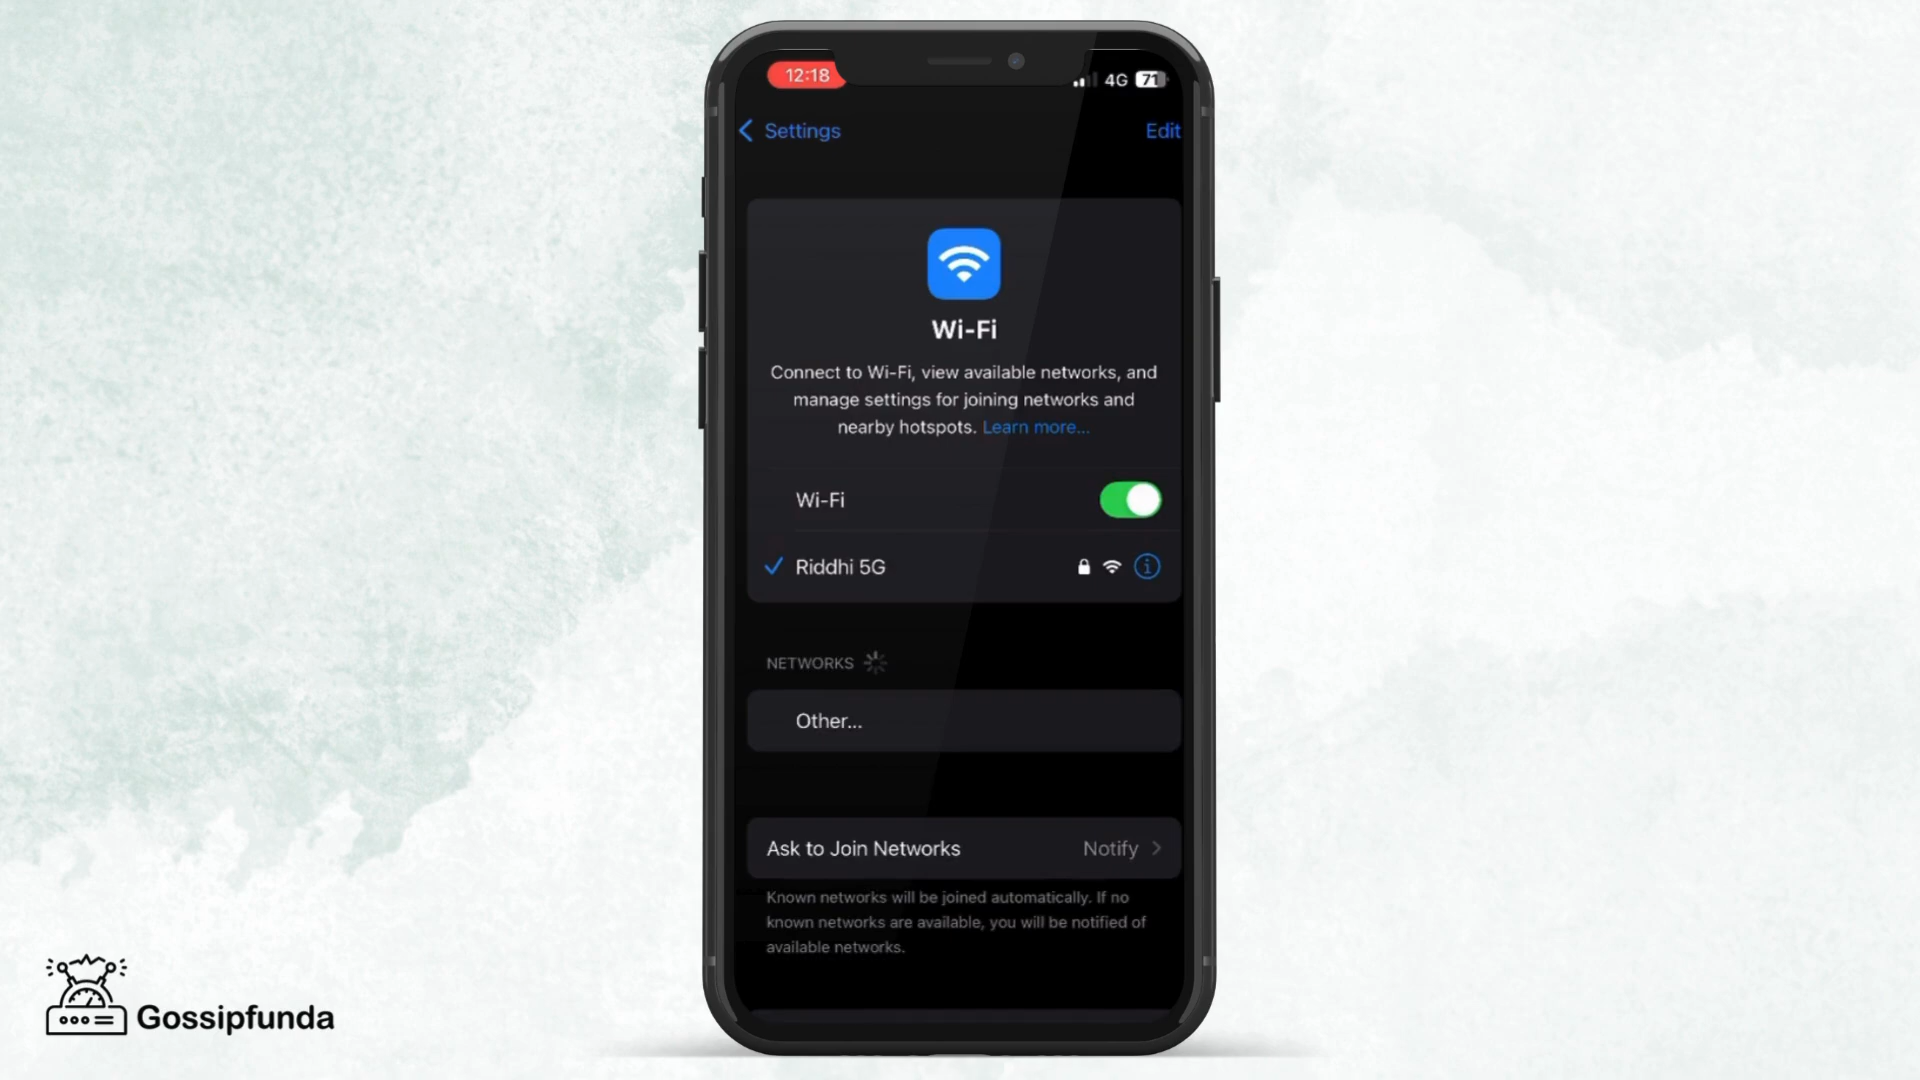 12:18
4G 71
Settings
Edit
Wi-Fi
Connect to Wi-Fi, view available networks, and
manage settings for joining networks and
nearby hotspots. Learn more...
Wi-Fi
Riddhi 5G
NETWORKS
Other...
Ask to Join Networks Notify
Known networks will be joined automatically. If no
known networks are available, you will be notified of
available networks.
Gossipfunda